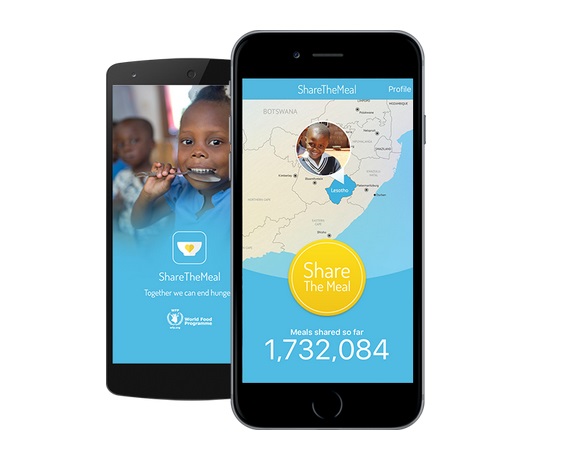 ShareTheMeal
Together we can end hunge
WFP
World Food
Programme
ShareTheMeal
Profile
BOTSWANA
Lesotho
Share
The Meal
Meals shared so far
1,732,084